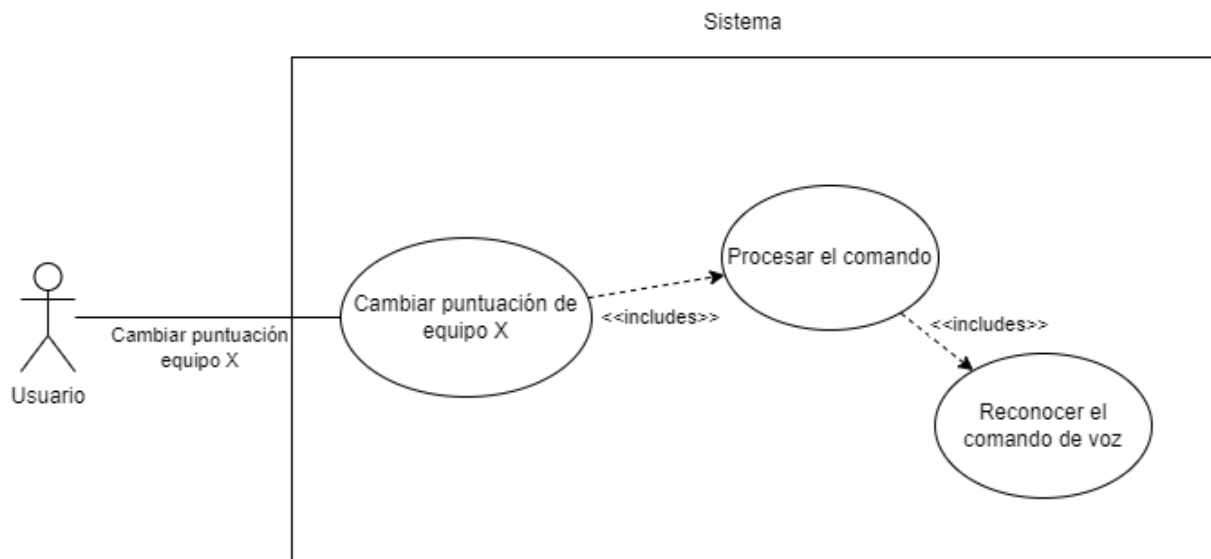 Sistema
Procesar el comando
Cambiar puntuación de
equipo X
<<includes>>
<<includes>>
Cambiar puntuación
equipo X
Usuario
Reconocer el
comando de voz